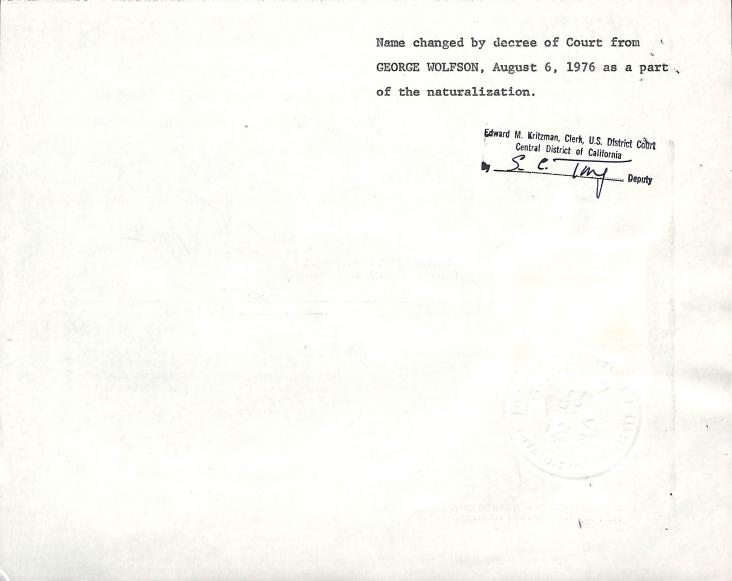 Name changed by decree of Court from
GEORGE WOLFSON, August 6, 1976 as a part
of the naturalization.
Edward M. Kritzman, Clerk, U.S. District Court
Central District of California
By S. C. Deputy